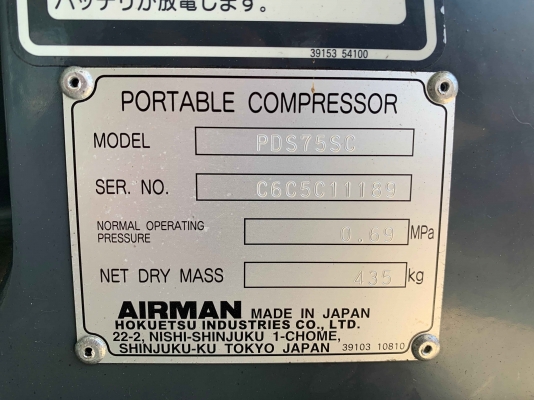 バッテリが放電します。
39153 54100
PORTABLE COMPRESSOR
MODEL PDS75SC
SER. NO. C6C5C11189
NORMAL OPERATING PRESSURE 0.69 MPa
NET DRY MASS 435 kg
AIRMAN MADE IN JAPAN
HOKUETSU INDUSTRIES CO., LTD.
22-2, NISHI-SHINJUKU 1-CHOME,
SHINJUKU-KU TOKYO JAPAN 39103 10810